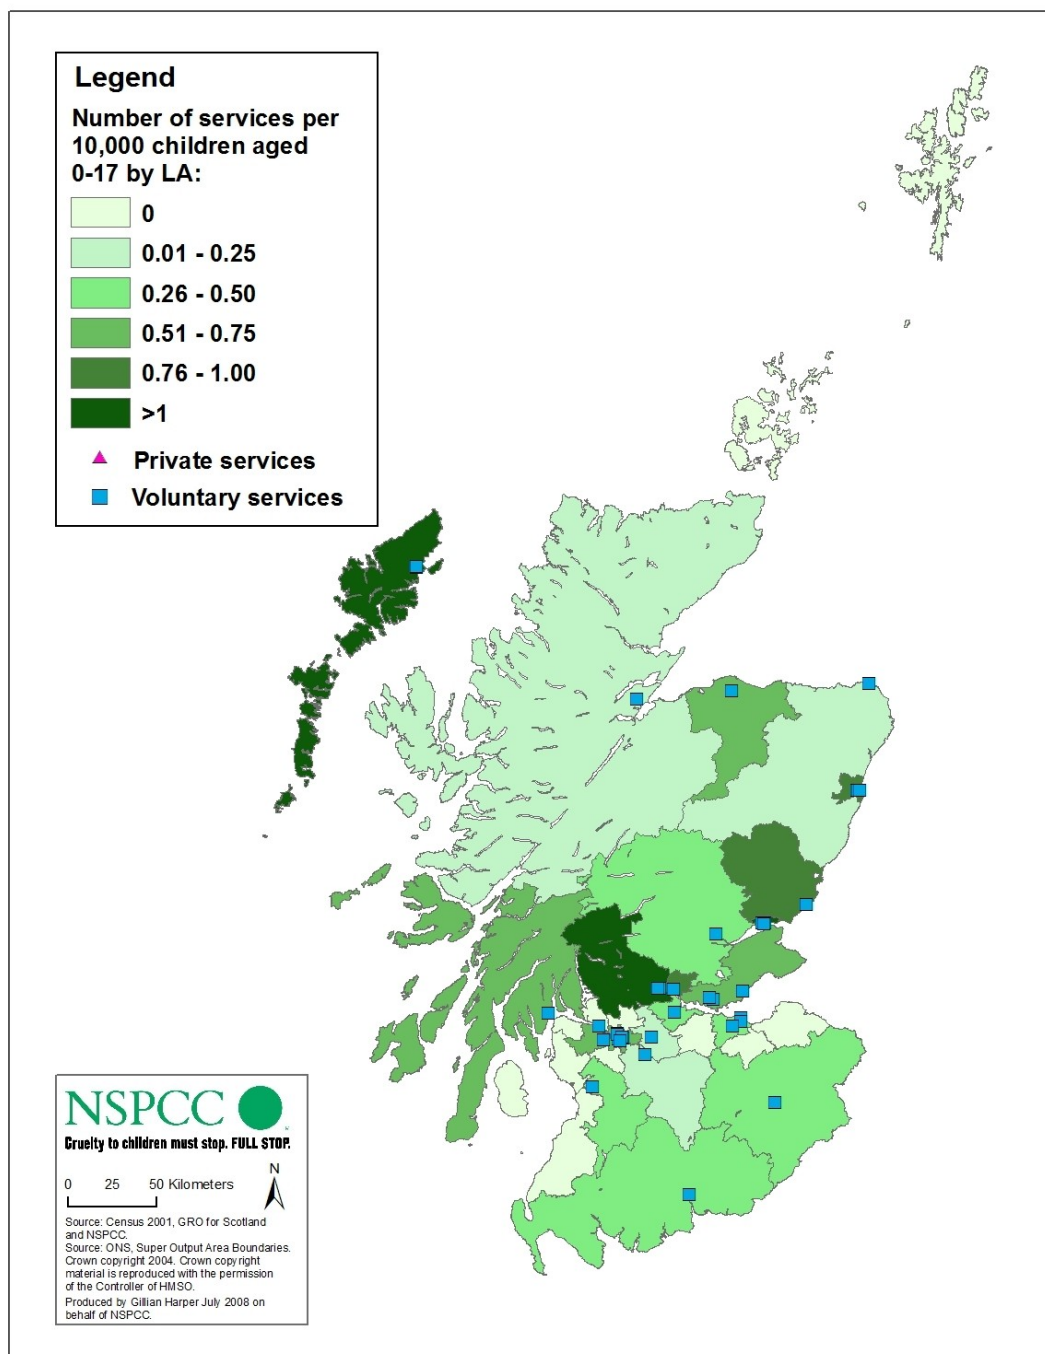 Legend
Number of services per
10,000 children aged
0-17 by LA:
0
0.01 - 0.25
0.26 - 0.50
0.51 - 0.75
0.76 - 1.00
>1
Private services
Voluntary services
NSPCC
Cruelty to children must stop. FULL STOP.
N
0 25 50 Kilometers
Source: Census 2001, GRO for Scotland
and NSPCC.
Source: ONS, Super Output Area Boundaries.
Crown copyright 2004. Crown copyright
material is reproduced with the permission
of the Controller of HMSO.
Produced by Gillian Harper July 2008 on
behalf of NSPCC.